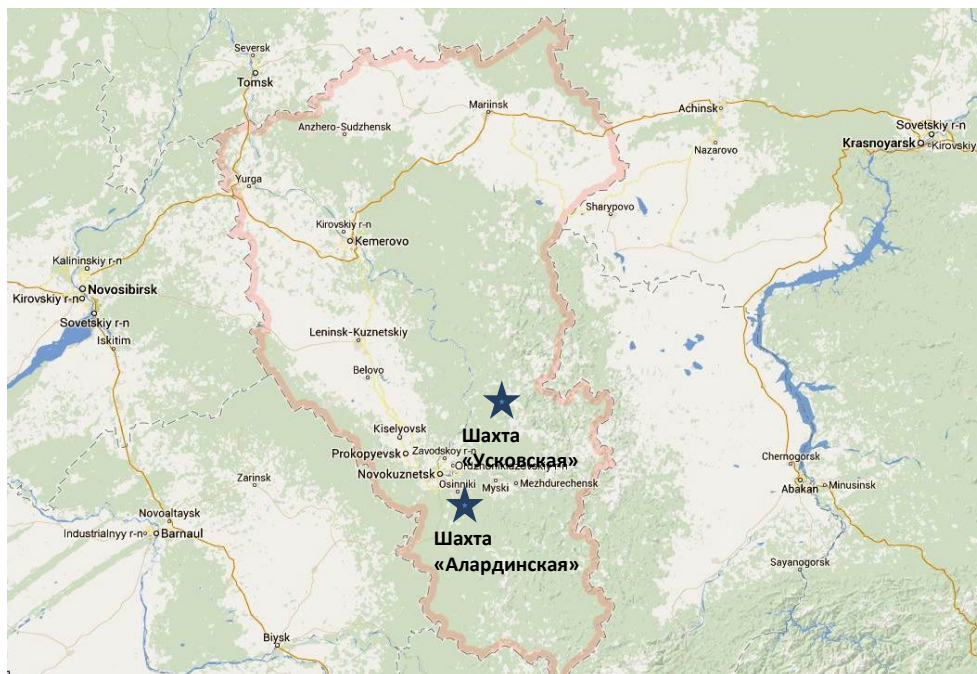 Seversk
Tomsk
Mariinsk
Achinsk
Anzhero-Sudzhensk
Sovetskiy r-n
Krasnoyarsk
Kirovskiy
Nazarovo
Yurga
Sharypovo
Kirovskiy r-n
Kemerovo
Kalininskiy r-n
Novosibirsk
Kirovskiy r-n
Sovetskiy r-n
Iskitim
Leninsk-Kuznetskiy
Belovo
Kiselyovsk
Шахта
«Усковская»
Prokopyevsk
Zavodskoy r-n
Ordzhonikidzevskiy r-n
Novokuznetsk
Osinniki
Myski
Mezhdurechensk
Chernogorsk
Abakan
Minusinsk
Zarinsk
Novoaltaysk
Industrialnyy r-n
Barnaul
Шахта
«Алардинская»
Sayanogorsk
Biysk